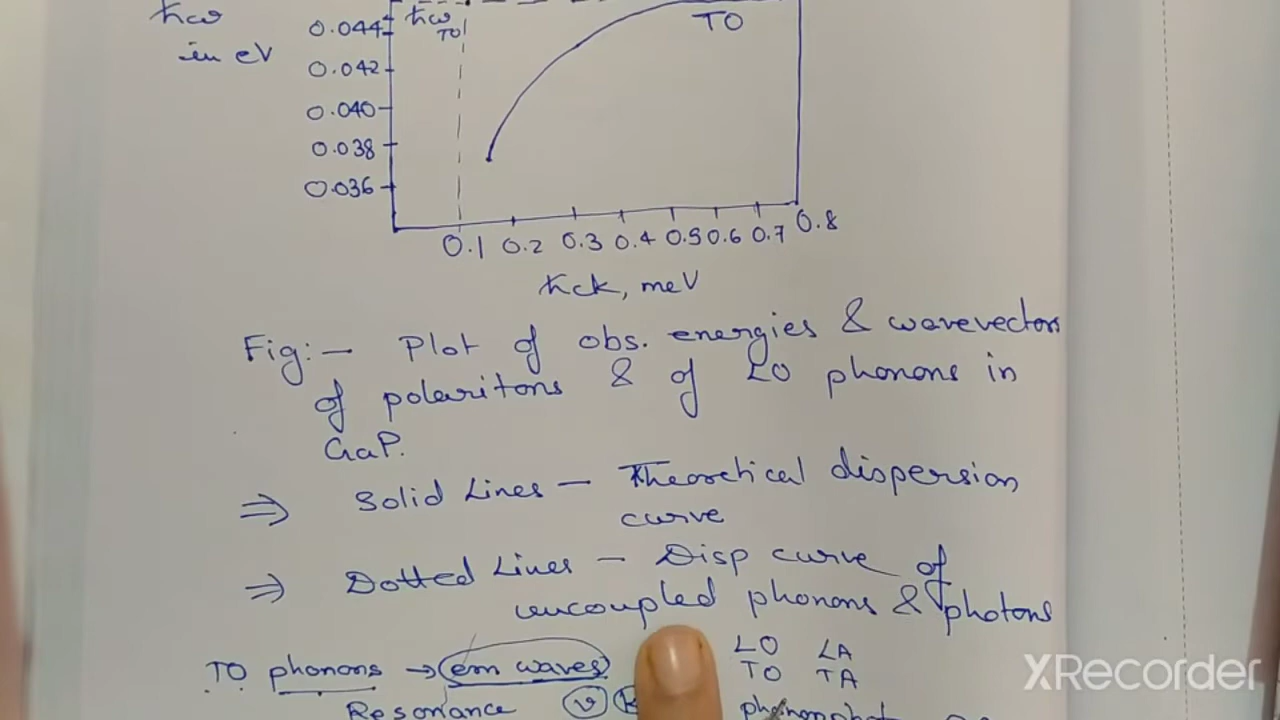 ħω
in eV
0.044
ħω
TO
TO
0.042
0.040
0.038
0.036
0.1 0.2 0.3 0.4 0.5 0.6 0.7 0.8
ħck, meV
Fig:- Plot of obs. energies & wavevectors
of polaritons & of LO phonons in
GaP.
⇒ Solid Lines - Theoretical dispersion
curve
⇒ Dotted Lines - Disp curve of
uncoupled phonons & photons
TO phonons → em waves
LO LA
TO TA
Resonance ν k
XRecorder